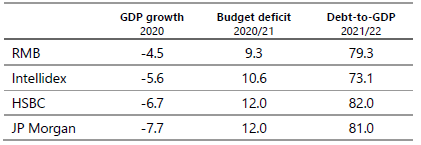 GDP growth Budget deficit Debt-to-GDP
2020 2020/21 2021/22
RMB -4.5 9.3 79.3
Intellidex -5.6 10.6 73.1
HSBC -6.7 12.0 82.0
JP Morgan -7.7 12.0 81.0